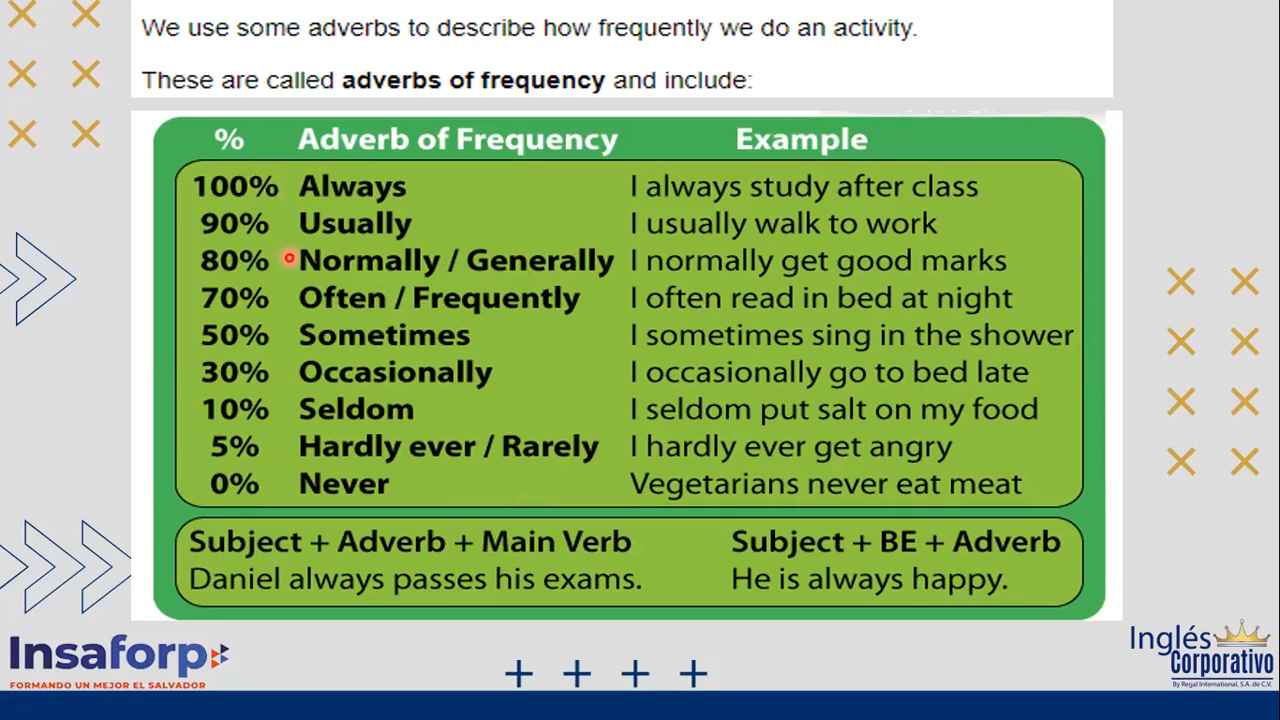 We use some adverbs to describe how frequently we do an activity.
These are called adverbs of frequency and include:
% Adverb of Frequency Example
100% Always I always study after class
90% Usually I usually walk to work
80% Normally / Generally I normally get good marks
70% Often / Frequently I often read in bed at night
50% Sometimes I sometimes sing in the shower
30% Occasionally I occasionally go to bed late
10% Seldom I seldom put salt on my food
5% Hardly ever / Rarely I hardly ever get angry
0% Never Vegetarians never eat meat
Subject + Adverb + Main Verb Subject + BE + Adverb
Daniel always passes his exams. He is always happy.
Insaforp
FORMANDO UN MEJOR EL SALVADOR
Inglés
Corporativo
By Regal International, S.A. de C.V.